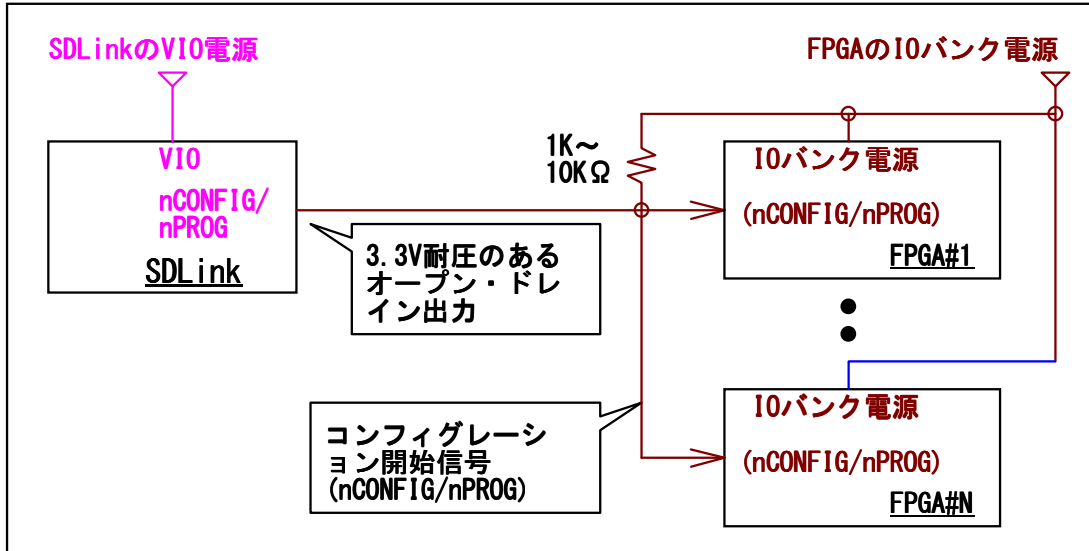 SDLinkのVIO電源
FPGAのIOバンク電源
VIO
nCONFIG/
nPROG
SDLink
1K～
10KΩ
IOバンク電源
(nCONFIG/nPROG)
FPGA#1
3.3V耐圧のある
オープン・ドレ
イン出力
IOバンク電源
(nCONFIG/nPROG)
FPGA#N
コンフィグレーシ
ョン開始信号
(nCONFIG/nPROG)